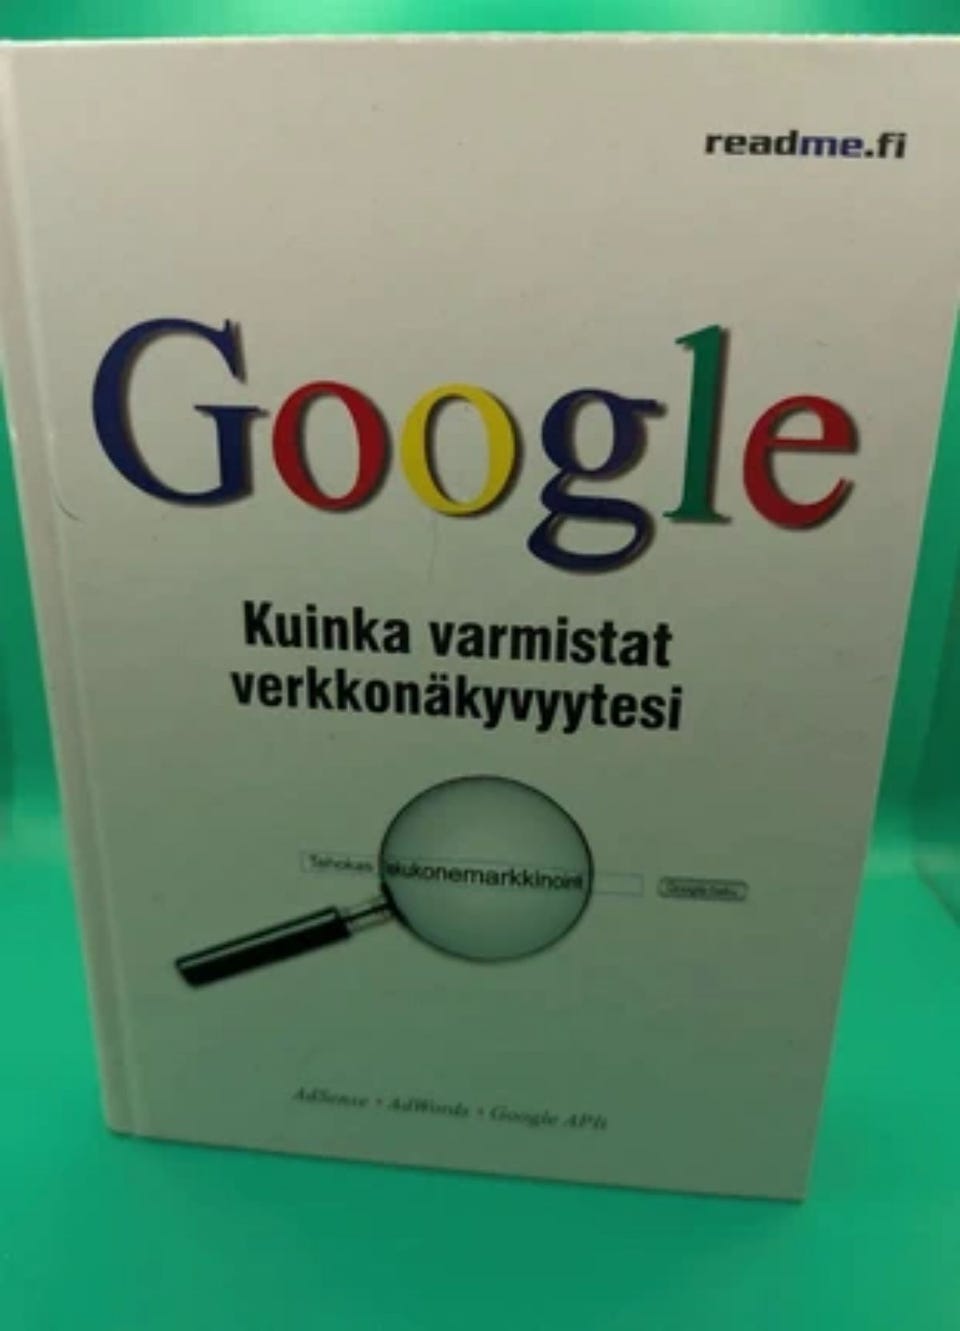 readme.fi
Google
Kuinka varmistat
verkkonäkyvyytesi
Tehokas hakukonemarkkinointi
AdSense • AdWords • Google APIt